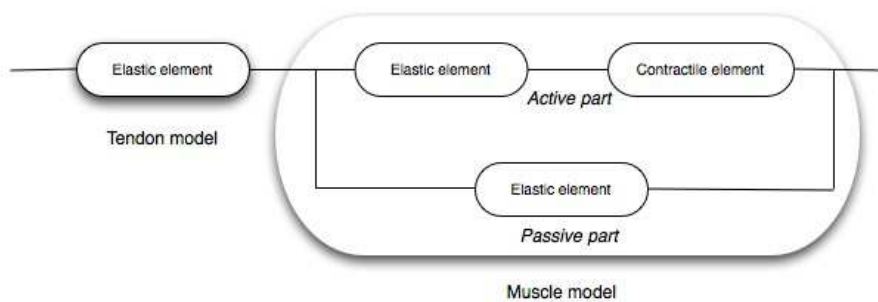 Elastic element
Elastic element
Contractile element
Active part
Tendon model
Elastic element
Passive part
Muscle model